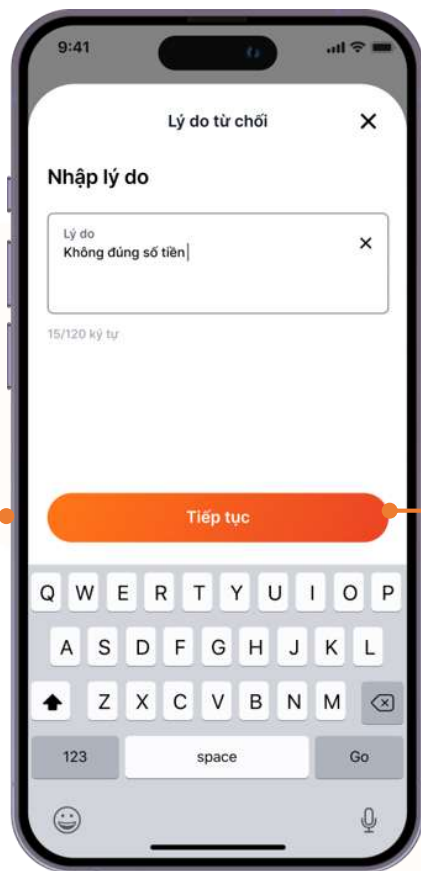 9:41
Lý do từ chối
Nhập lý do
Lý do
Không đúng số tiền
15/120 ký tự
Tiếp tục
Q W E R T Y U I O P
A S D F G H J K L
Z X C V B N M
123 space Go